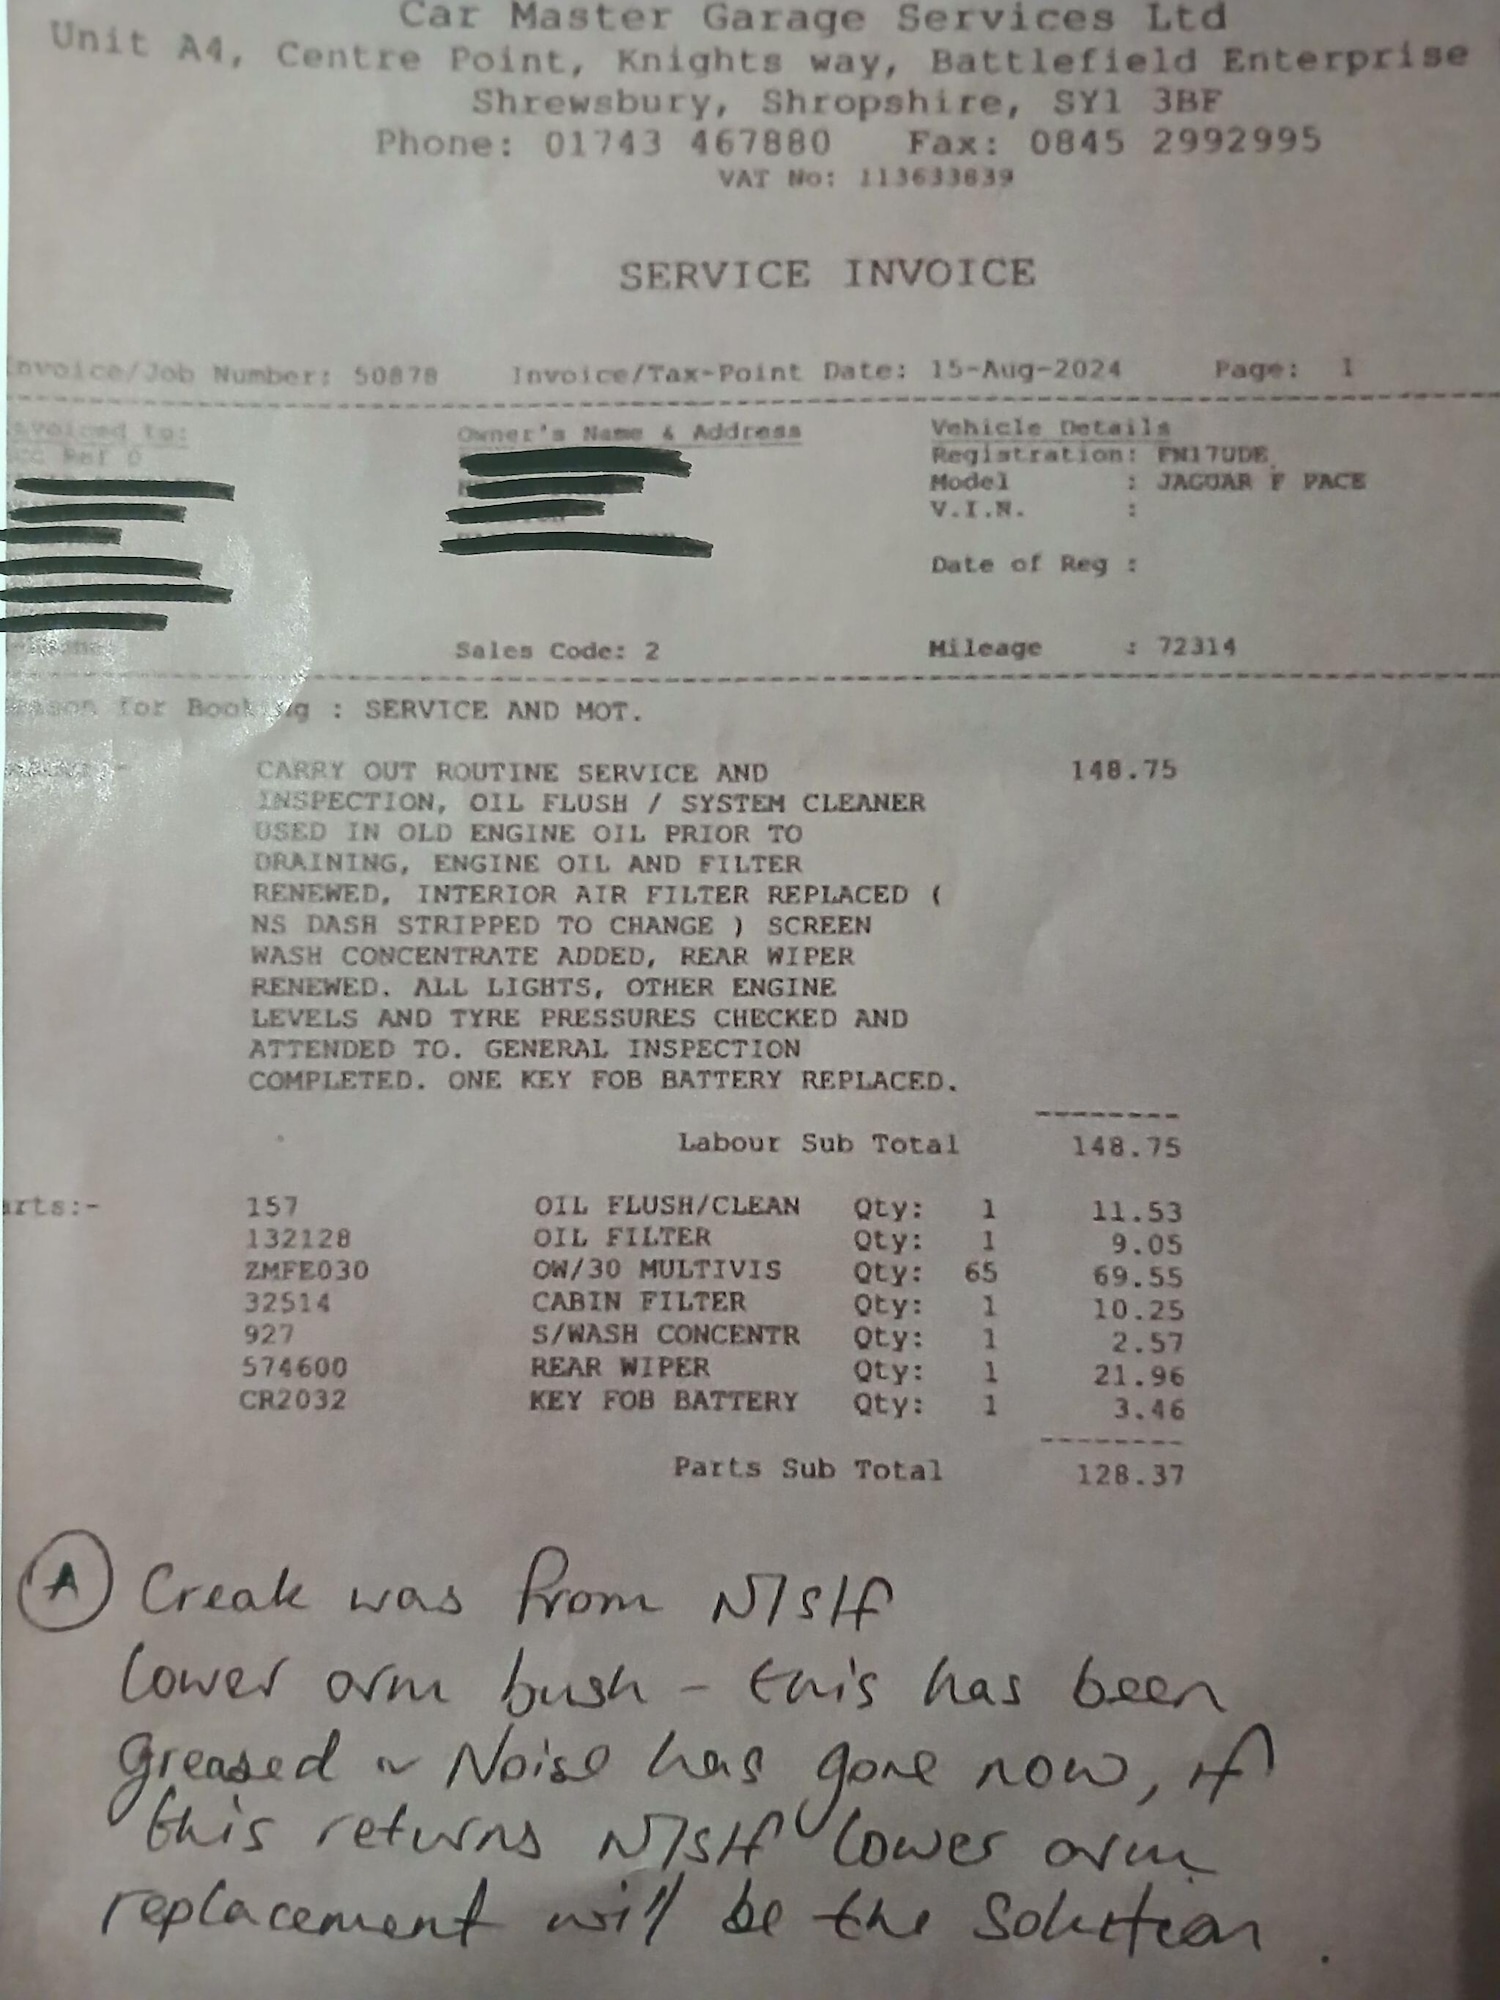 Car Master Garage Services Ltd
Unit A4, Centre Point, Knights way, Battlefield Enterprise
Shrewsbury, Shropshire, SY1 3BF
Phone: 01743 467880 Fax: 0845 2992995
VAT No: 113633839
SERVICE INVOICE
nvoice/Job Number: 50878 Invoice/Tax-Point Date: 15-Aug-2024 Page: 1
nvoiced to: Owner's Name & Address Vehicle Details
cc Ref 0 Registration: FN17UDE
Model : JAGUAR F PACE
V.I.N. :
Date of Reg :
Sales Code: 2 Mileage : 72314
eason for Booking : SERVICE AND MOT.
CARRY OUT ROUTINE SERVICE AND 148.75
INSPECTION, OIL FLUSH / SYSTEM CLEANER
USED IN OLD ENGINE OIL PRIOR TO
DRAINING, ENGINE OIL AND FILTER
RENEWED, INTERIOR AIR FILTER REPLACED (
NS DASH STRIPPED TO CHANGE ) SCREEN
WASH CONCENTRATE ADDED, REAR WIPER
RENEWED. ALL LIGHTS, OTHER ENGINE
LEVELS AND TYRE PRESSURES CHECKED AND
ATTENDED TO. GENERAL INSPECTION
COMPLETED. ONE KEY FOB BATTERY REPLACED.
Labour Sub Total 148.75
arts:- 157 OIL FLUSH/CLEAN Qty: 1 11.53
132128 OIL FILTER Qty: 1 9.05
ZMFE030 OW/30 MULTIVIS Qty: 65 69.55
32514 CABIN FILTER Qty: 1 10.25
927 S/WASH CONCENTR Qty: 1 2.57
574600 REAR WIPER Qty: 1 21.96
CR2032 KEY FOB BATTERY Qty: 1 3.46
Parts Sub Total 128.37
A Creak was from N/S/f
lower arm bush - this has been
greased ~ Noise has gone now, if
this returns N/S/f lower arm
replacement will be the solution.